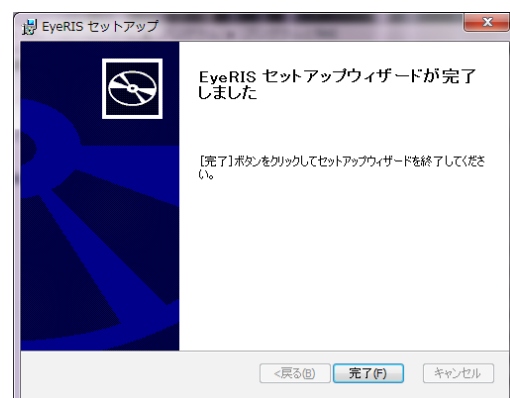 EyeRIS セットアップ
EyeRIS セットアップウィザードが完了
しました
[完了]ボタンをクリックしてセットアップウィザードを終了してくださ
い。
<戻る(B) 完了(F) キャンセル